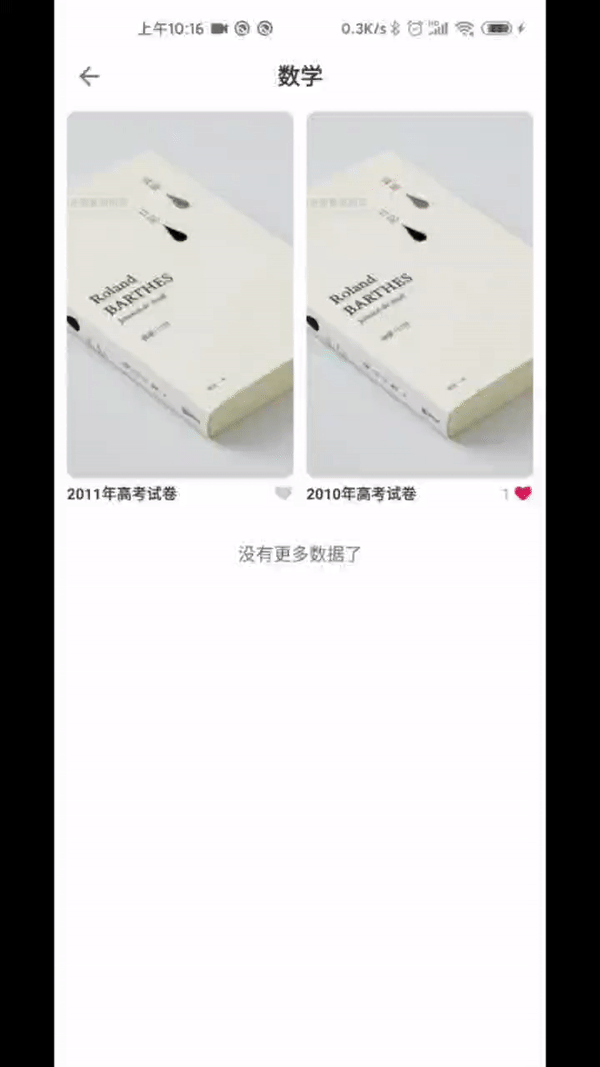 上午10:16
0.3K/s
数学
Roland
BARTHES
Roland
BARTHES
2011年高考试卷
2010年高考试卷
1
没有更多数据了